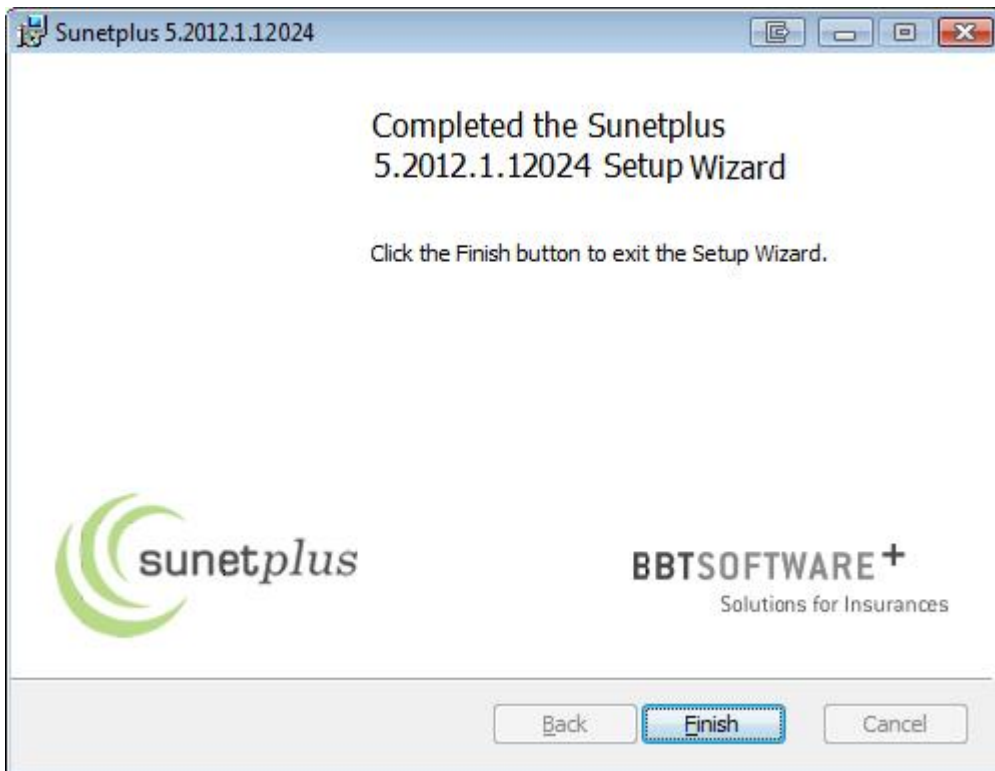 Sunetplus 5.2012.1.12024
Completed the Sunetplus
5.2012.1.12024 Setup Wizard
Click the Finish button to exit the Setup Wizard.
sunetplus
BBTSOFTWARE+
Solutions for Insurances
Back
Finish
Cancel